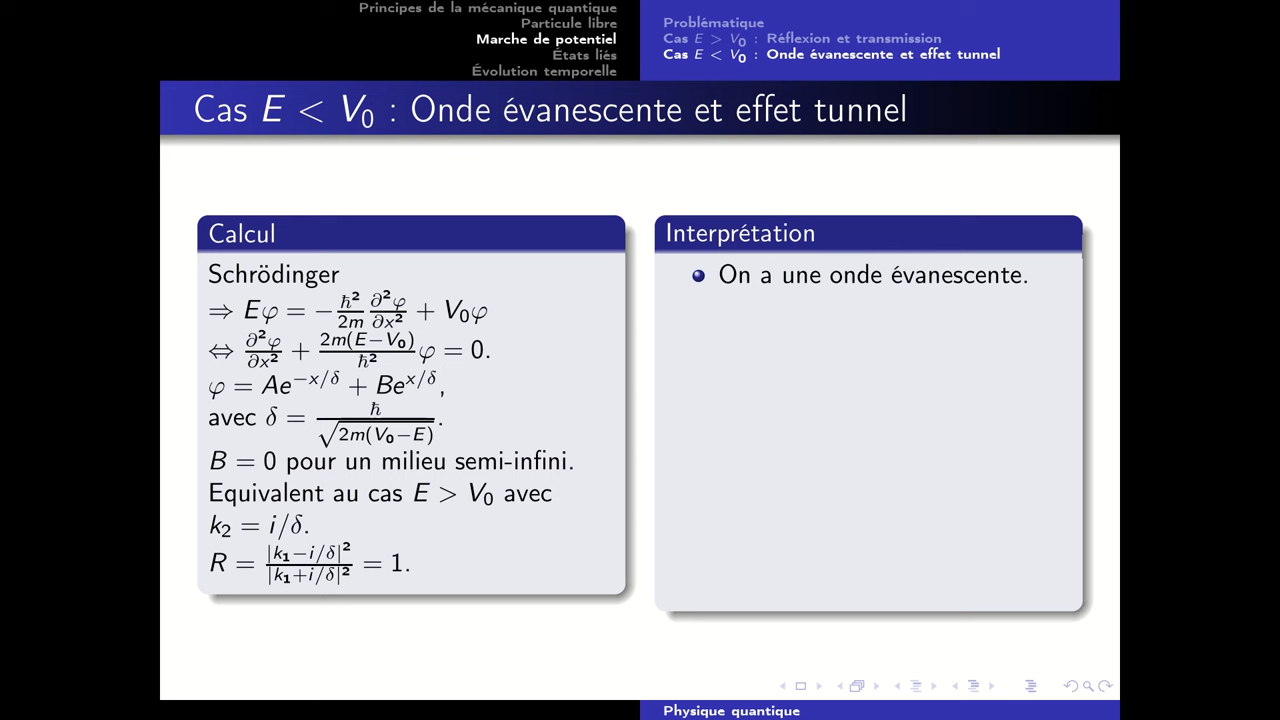 Principes de la mécanique quantique
Particule libre
Marche de potentiel
États liés
Évolution temporelle
Problématique
Cas E > V₀ : Réflexion et transmission
Cas E < V₀ : Onde évanescente et effet tunnel
Cas E < V₀ : Onde évanescente et effet tunnel
Calcul
Schrödinger
⇒ Eφ = −ℏ²/2m ∂²φ/∂x² + V₀φ
⇔ ∂²φ/∂x² + 2m(E−V₀)/ℏ² φ = 0.
φ = Ae^{−x/δ} + Be^{x/δ},
avec δ = ℏ/√(2m(V₀−E)).
B = 0 pour un milieu semi-infini.
Equivalent au cas E > V₀ avec
k₂ = i/δ.
R = |k₁−i/δ|²/|k₁+i/δ|² = 1.
Interprétation
On a une onde évanescente.
Physique quantique